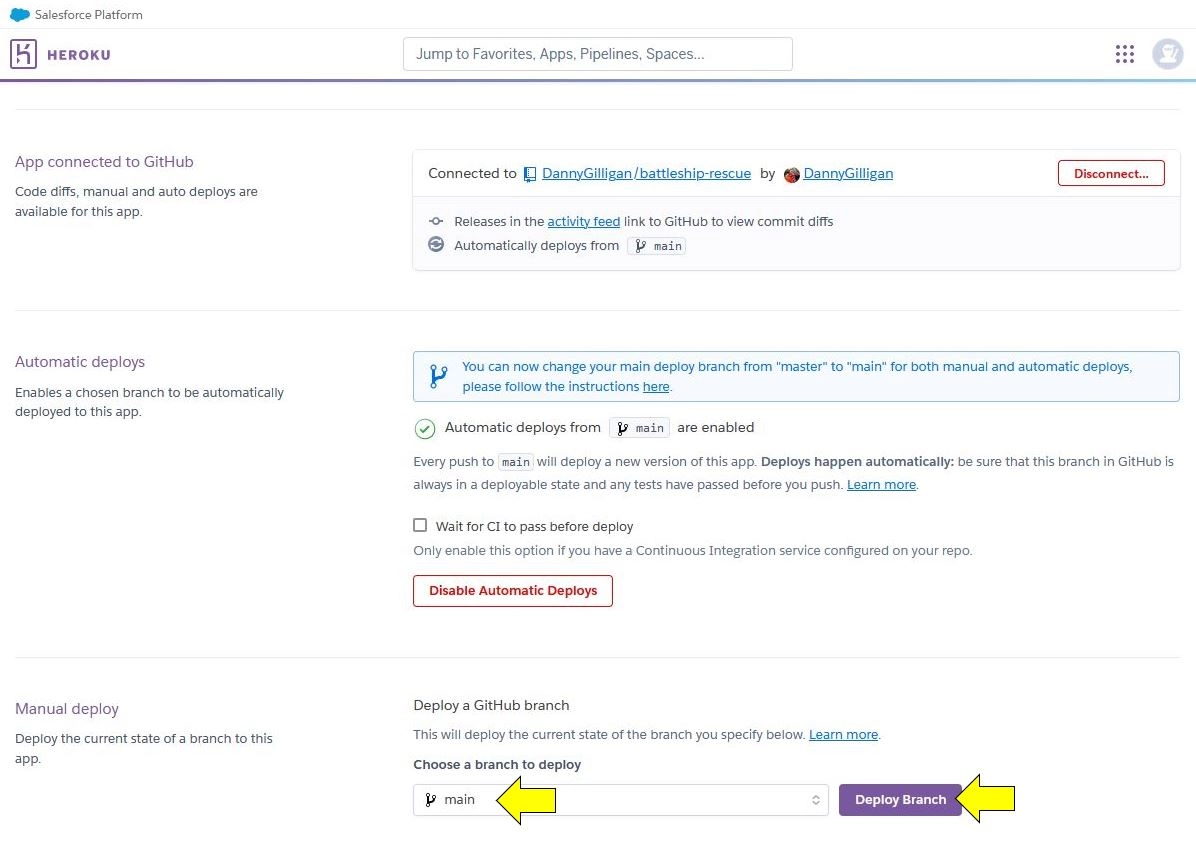 Salesforce Platform
HEROKU
Jump to Favorites, Apps, Pipelines, Spaces...
App connected to GitHub
Code diffs, manual and auto deploys are
available for this app.
Connected to DannyGilligan/battleship-rescue by DannyGilligan
Disconnect...
Releases in the activity feed link to GitHub to view commit diffs
Automatically deploys from main
Automatic deploys
Enables a chosen branch to be automatically
deployed to this app.
You can now change your main deploy branch from "master" to "main" for both manual and automatic deploys,
please follow the instructions here.
Automatic deploys from main are enabled
Every push to main will deploy a new version of this app. Deploys happen automatically: be sure that this branch in GitHub is
always in a deployable state and any tests have passed before you push. Learn more.
Wait for CI to pass before deploy
Only enable this option if you have a Continuous Integration service configured on your repo.
Disable Automatic Deploys
Manual deploy
Deploy the current state of a branch to this
app.
Deploy a GitHub branch
This will deploy the current state of the branch you specify below. Learn more.
Choose a branch to deploy
main
Deploy Branch